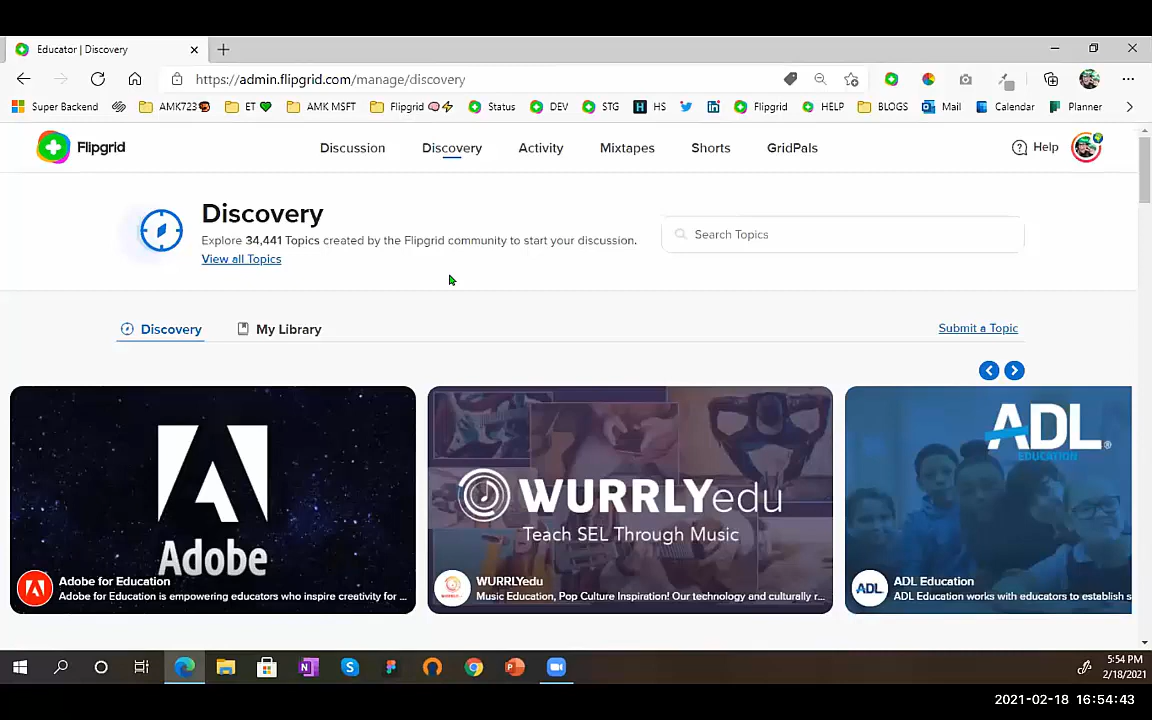 Educator | Discovery
https://admin.flipgrid.com/manage/discovery
Super Backend
AMK723
ET
AMK MSFT
Flipgrid
Status
DEV
STG
HS
Flipgrid
HELP
BLOGS
Mail
Calendar
Planner
Flipgrid
Discussion
Discovery
Activity
Mixtapes
Shorts
GridPals
Help
Discovery
Explore 34,441 Topics created by the Flipgrid community to start your discussion.
View all Topics
Search Topics
Discovery
My Library
Submit a Topic
Adobe
Adobe for Education
Adobe for Education is empowering educators who inspire creativity for ...
WURRLYedu
Teach SEL Through Music
WURRLYedu
Music Education, Pop Culture Inspiration! Our technology and culturally r...
ADL
EDUCATION
ADL
ADL Education
ADL Education works with educators to establish s
5:54 PM
2/18/2021
2021-02-18 16:54:43